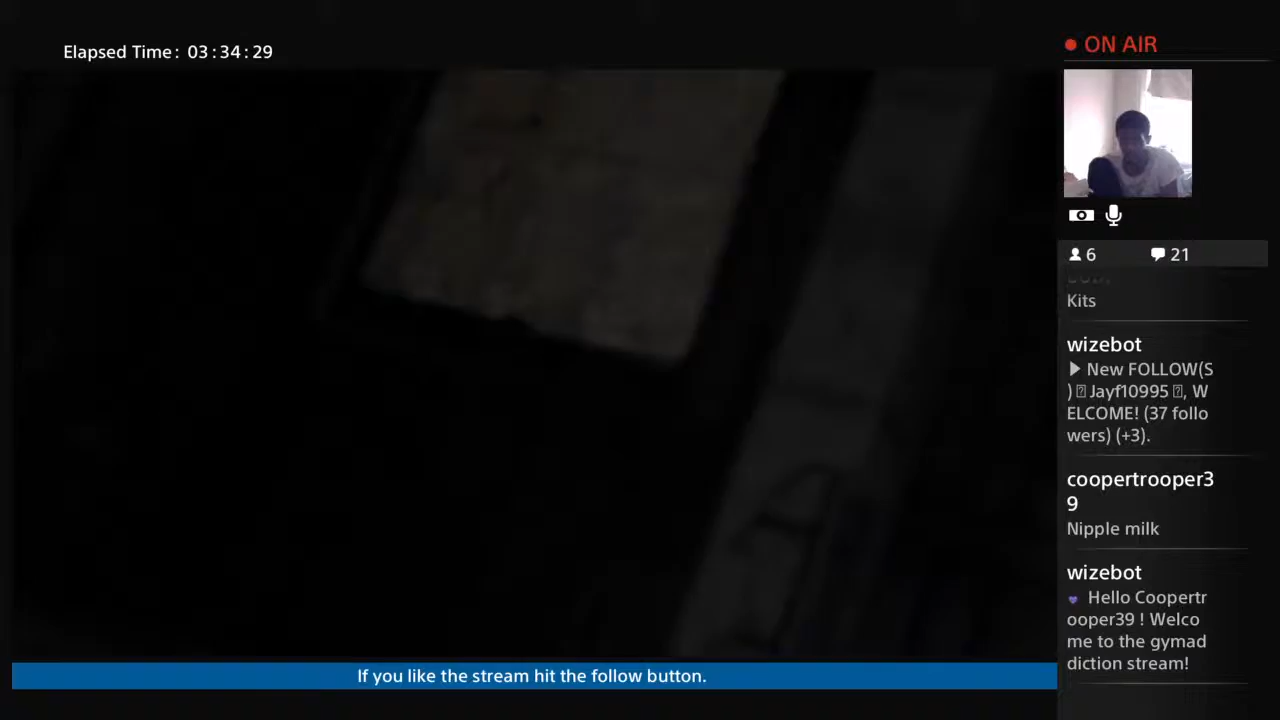 Elapsed Time: 03:34:29
ON AIR
6 21
Kits
wizebot
▶ New FOLLOW(S
) Jayf10995 , W
ELCOME! (37 follo
wers) (+3).
coopertrooper3
9
Nipple milk
wizebot
Hello Coopertr
ooper39 ! Welco
me to the gymad
diction stream!
If you like the stream hit the follow button.